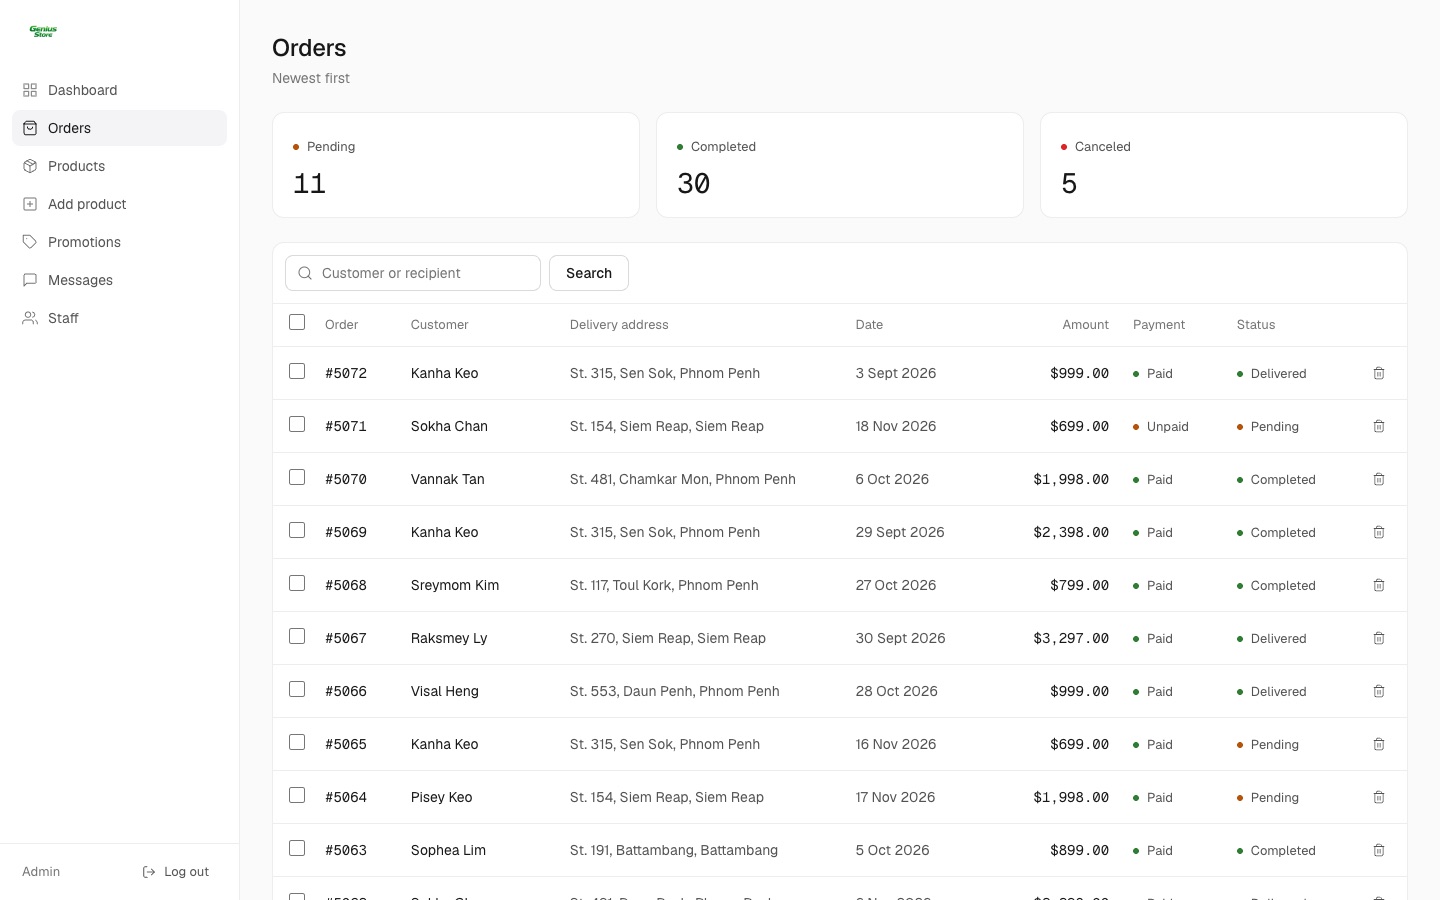 Genius
Store
Dashboard
Orders
Products
Add product
Promotions
Messages
Staff
Admin
Log out
Orders
Newest first
Pending
11
Completed
30
Canceled
5
Customer or recipient
Search
Order Customer Delivery address Date Amount Payment Status
#5072 Kanha Keo St. 315, Sen Sok, Phnom Penh 3 Sept 2026 $999.00 Paid Delivered
#5071 Sokha Chan St. 154, Siem Reap, Siem Reap 18 Nov 2026 $699.00 Unpaid Pending
#5070 Vannak Tan St. 481, Chamkar Mon, Phnom Penh 6 Oct 2026 $1,998.00 Paid Completed
#5069 Kanha Keo St. 315, Sen Sok, Phnom Penh 29 Sept 2026 $2,398.00 Paid Completed
#5068 Sreymom Kim St. 117, Toul Kork, Phnom Penh 27 Oct 2026 $799.00 Paid Completed
#5067 Raksmey Ly St. 270, Siem Reap, Siem Reap 30 Sept 2026 $3,297.00 Paid Delivered
#5066 Visal Heng St. 553, Daun Penh, Phnom Penh 28 Oct 2026 $999.00 Paid Delivered
#5065 Kanha Keo St. 315, Sen Sok, Phnom Penh 16 Nov 2026 $699.00 Paid Pending
#5064 Pisey Keo St. 154, Siem Reap, Siem Reap 17 Nov 2026 $1,998.00 Paid Pending
#5063 Sophea Lim St. 191, Battambang, Battambang 5 Oct 2026 $899.00 Paid Completed